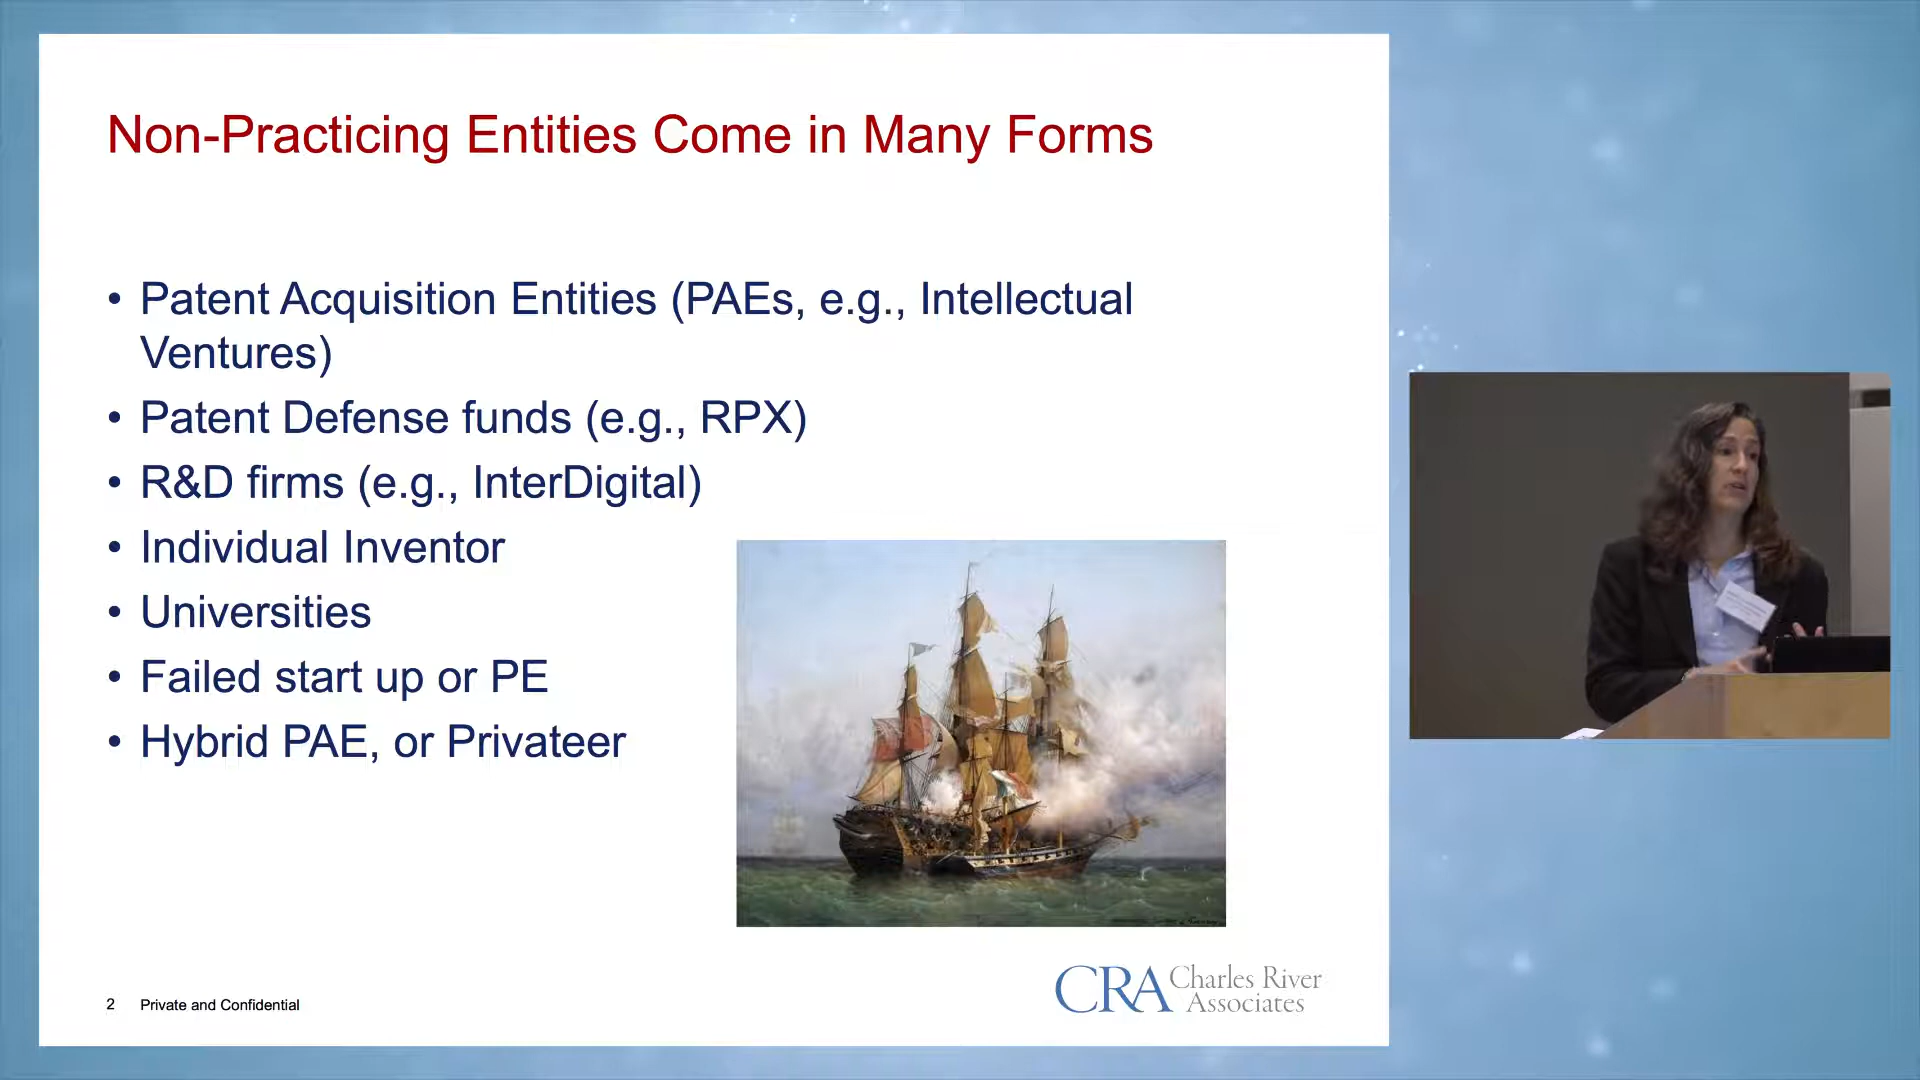 Non-Practicing Entities Come in Many Forms
• Patent Acquisition Entities (PAEs, e.g., Intellectual
Ventures)
• Patent Defense funds (e.g., RPX)
• R&D firms (e.g., InterDigital)
• Individual Inventor
• Universities
• Failed start up or PE
• Hybrid PAE, or Privateer
2 Private and Confidential
CRA Charles River
Associates